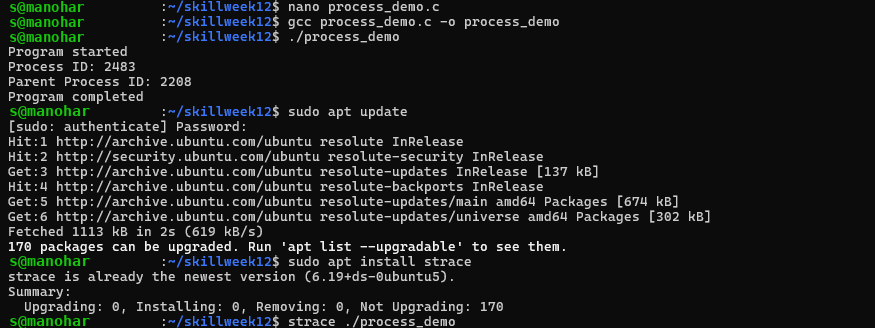 s@manohar :~/skillweek12$ nano process_demo.c
s@manohar :~/skillweek12$ gcc process_demo.c -o process_demo
s@manohar :~/skillweek12$ ./process_demo
Program started
Process ID: 2483
Parent Process ID: 2208
Program completed
s@manohar :~/skillweek12$ sudo apt update
[sudo: authenticate] Password:
Hit:1 http://archive.ubuntu.com/ubuntu resolute InRelease
Hit:2 http://security.ubuntu.com/ubuntu resolute-security InRelease
Get:3 http://archive.ubuntu.com/ubuntu resolute-updates InRelease [137 kB]
Hit:4 http://archive.ubuntu.com/ubuntu resolute-backports InRelease
Get:5 http://archive.ubuntu.com/ubuntu resolute-updates/main amd64 Packages [674 kB]
Get:6 http://archive.ubuntu.com/ubuntu resolute-updates/universe amd64 Packages [302 kB]
Fetched 1113 kB in 2s (619 kB/s)
170 packages can be upgraded. Run 'apt list --upgradable' to see them.
s@manohar :~/skillweek12$ sudo apt install strace
strace is already the newest version (6.19+ds-0ubuntu5).
Summary:
  Upgrading: 0, Installing: 0, Removing: 0, Not Upgrading: 170
s@manohar :~/skillweek12$ strace ./process_demo